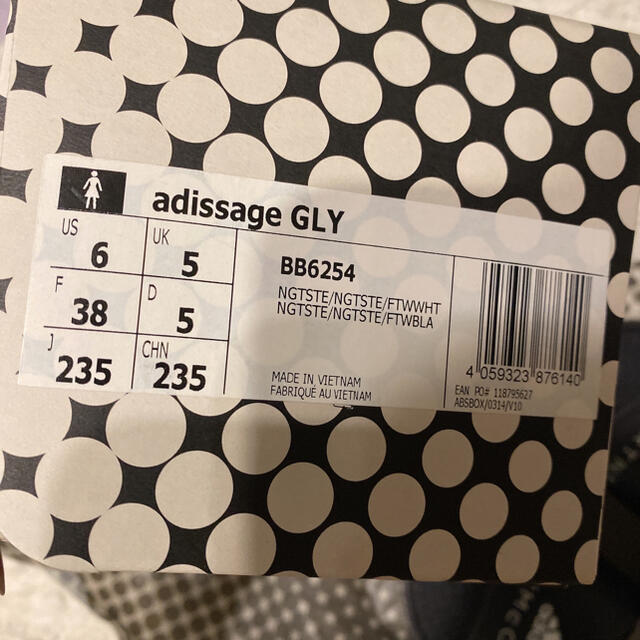 adissage GLY
US 6
UK 5
F 38
D 5
J 235
CHN 235
BB6254
NGTSTE/NGTSTE/FTWWHT
NGTSTE/NGTSTE/FTWBLA
MADE IN VIETNAM
FABRIQUÉ AU VIETNAM
4 059323 876140
EAN PO# 118795627
ABSBOX/0314/V10